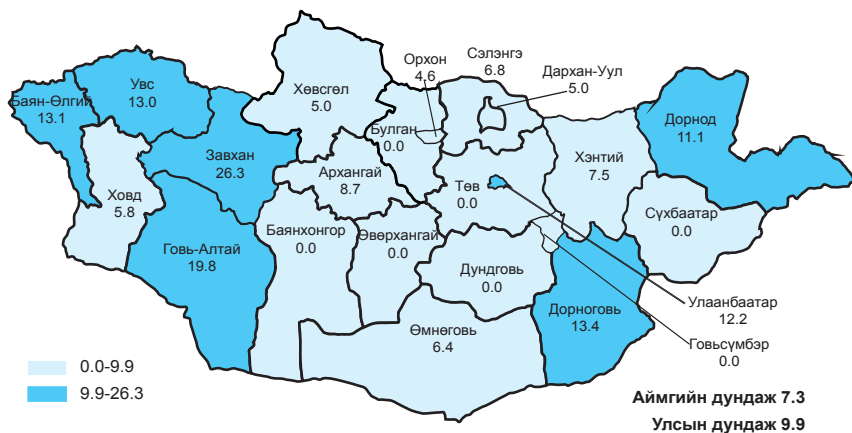 Увс
13.0
Баян-Өлгий
13.1
Ховд
5.8
Завхан
26.3
Говь-Алтай
19.8
Хөвсгөл
5.0
Архангай
8.7
Баянхонгор
0.0
Өвөрхангай
0.0
Булган
0.0
Орхон
4.6
Сэлэнгэ
6.8
Дархан-Уул
5.0
Төв
0.0
Хэнтий
7.5
Дорнод
11.1
Сүхбаатар
0.0
Дундговь
0.0
Өмнөговь
6.4
Дорноговь
13.4
Улаанбаатар
12.2
Говьсүмбэр
0.0
0.0-9.9
9.9-26.3
Аймгийн дундаж 7.3
Улсын дундаж 9.9